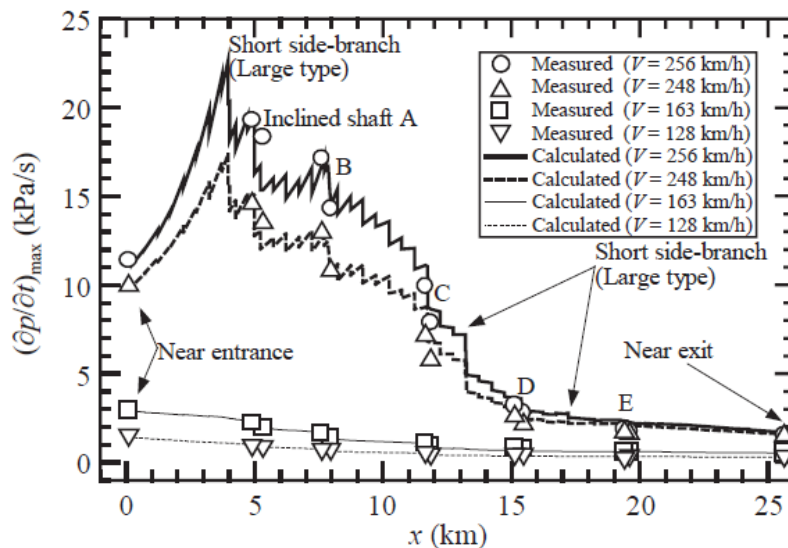 25
20
15
10
5
0
(∂p/∂t)max (kPa/s)
Short side-branch
(Large type)
Inclined shaft A
B
Measured (V = 256 km/h)
Measured (V = 248 km/h)
Measured (V = 163 km/h)
Measured (V = 128 km/h)
Calculated (V = 256 km/h)
Calculated (V = 248 km/h)
Calculated (V = 163 km/h)
Calculated (V = 128 km/h)
Short side-branch
(Large type)
C
Near entrance
Near exit
D
E
0 5 10 15 20 25
x (km)